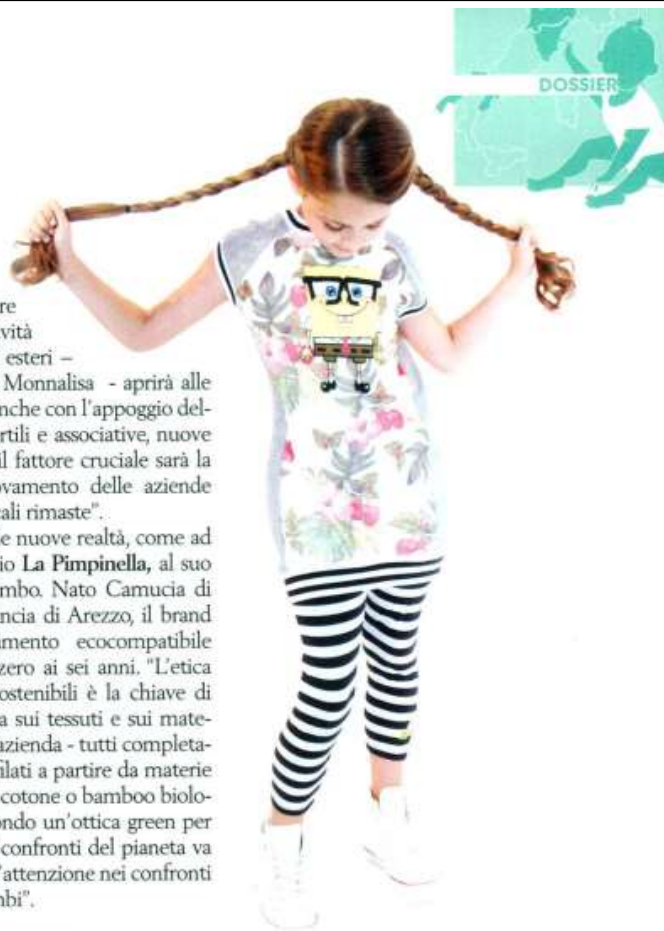 DOSSIER
re
vità
esteri –
Monnalisa - aprirà alle
nche con l'appoggio del-
rtili e associative, nuove
il fattore cruciale sarà la
ovamento delle aziende
ali rimaste”.
e nuove realtà, come ad
io La Pimpinella, al suo
mbo. Nato Camucia di
ncia di Arezzo, il brand
mento ecocompatibile
zero ai sei anni. “L'etica
ostenibili è la chiave di
a sui tessuti e sui mate-
azienda - tutti completa-
ilati a partire da materie
cotone o bamboo biolo-
ondo un'ottica green per
confronti del pianeta va
l'attenzione nei confronti
nbi”.